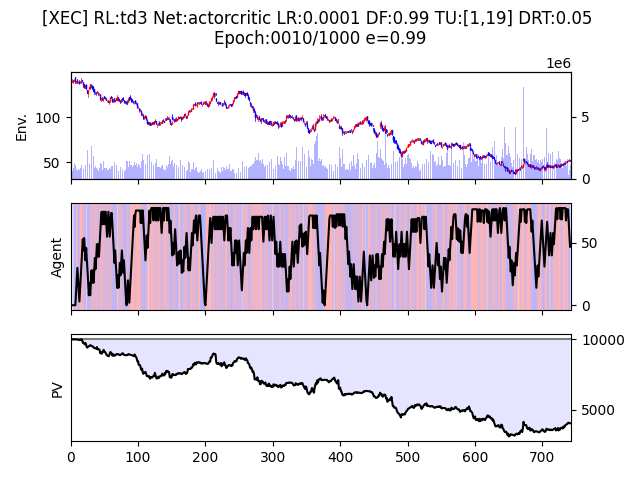 [XEC] RL:td3 Net:actorcritic LR:0.0001 DF:0.99 TU:[1,19] DRT:0.05
Epoch:0010/1000 e=0.99
1e6
Env.
100
50
5
0
Agent
50
0
PV
10000
5000
0 100 200 300 400 500 600 700